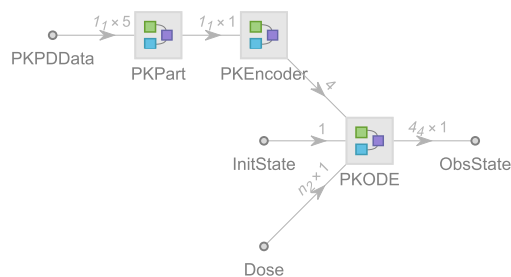 1₁×5
1₁×1
PKPDData
PKPart
PKEncoder
4
1
4₄×1
InitState
PKODE
ObsState
n₂×1
Dose